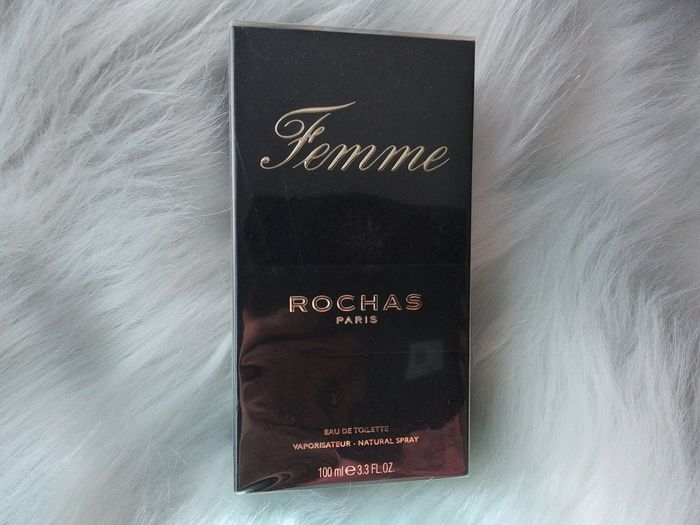 Femme
ROCHAS
PARIS
EAU DE TOILETTE
VAPORISATEUR - NATURAL SPRAY
100 ml ℮ 3.3 FL.OZ.